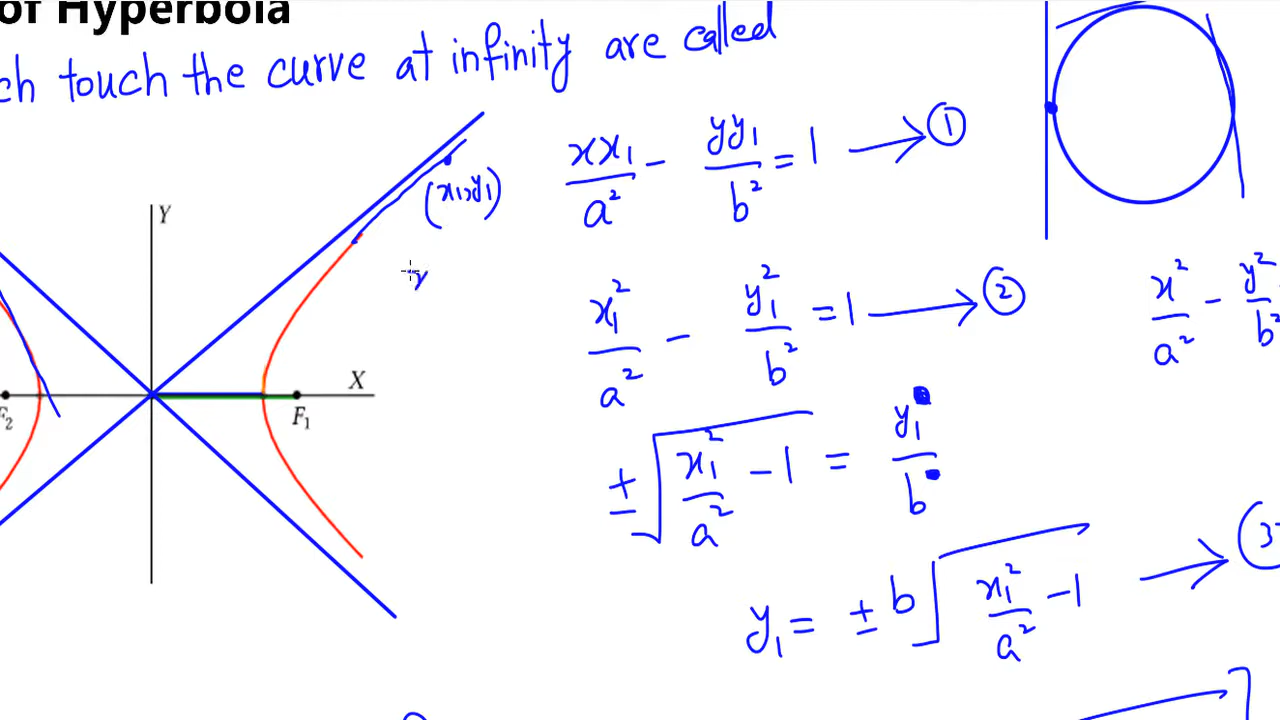 of Hyperbola
ch touch the curve at infinity are called
xx₁/a² - yy₁/b² = 1 → ①
(x₁,y₁)
Y
x₁²/a² - y₁²/b² = 1 → ②
x²/a² - y²/b²
X
F₂
F₁
±√(x₁²/a² - 1) = y₁/b
y₁ = ± b√(x₁²/a² - 1) → ③